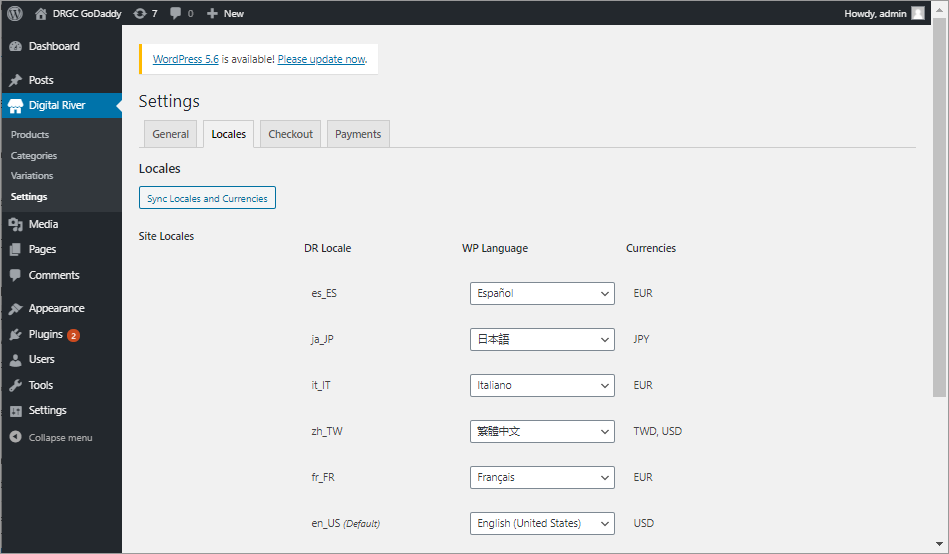 DRGC GoDaddy 7 0 New Howdy, admin
Dashboard
Posts
Digital River
Products
Categories
Variations
Settings
Media
Pages
Comments
Appearance
Plugins 2
Users
Tools
Settings
Collapse menu
WordPress 5.6 is available! Please update now.
Settings
General Locales Checkout Payments
Locales
Sync Locales and Currencies
Site Locales
DR Locale WP Language Currencies
es_ES Español EUR
ja_JP 日本語 JPY
it_IT Italiano EUR
zh_TW 繁體中文 TWD, USD
fr_FR Français EUR
en_US (Default) English (United States) USD